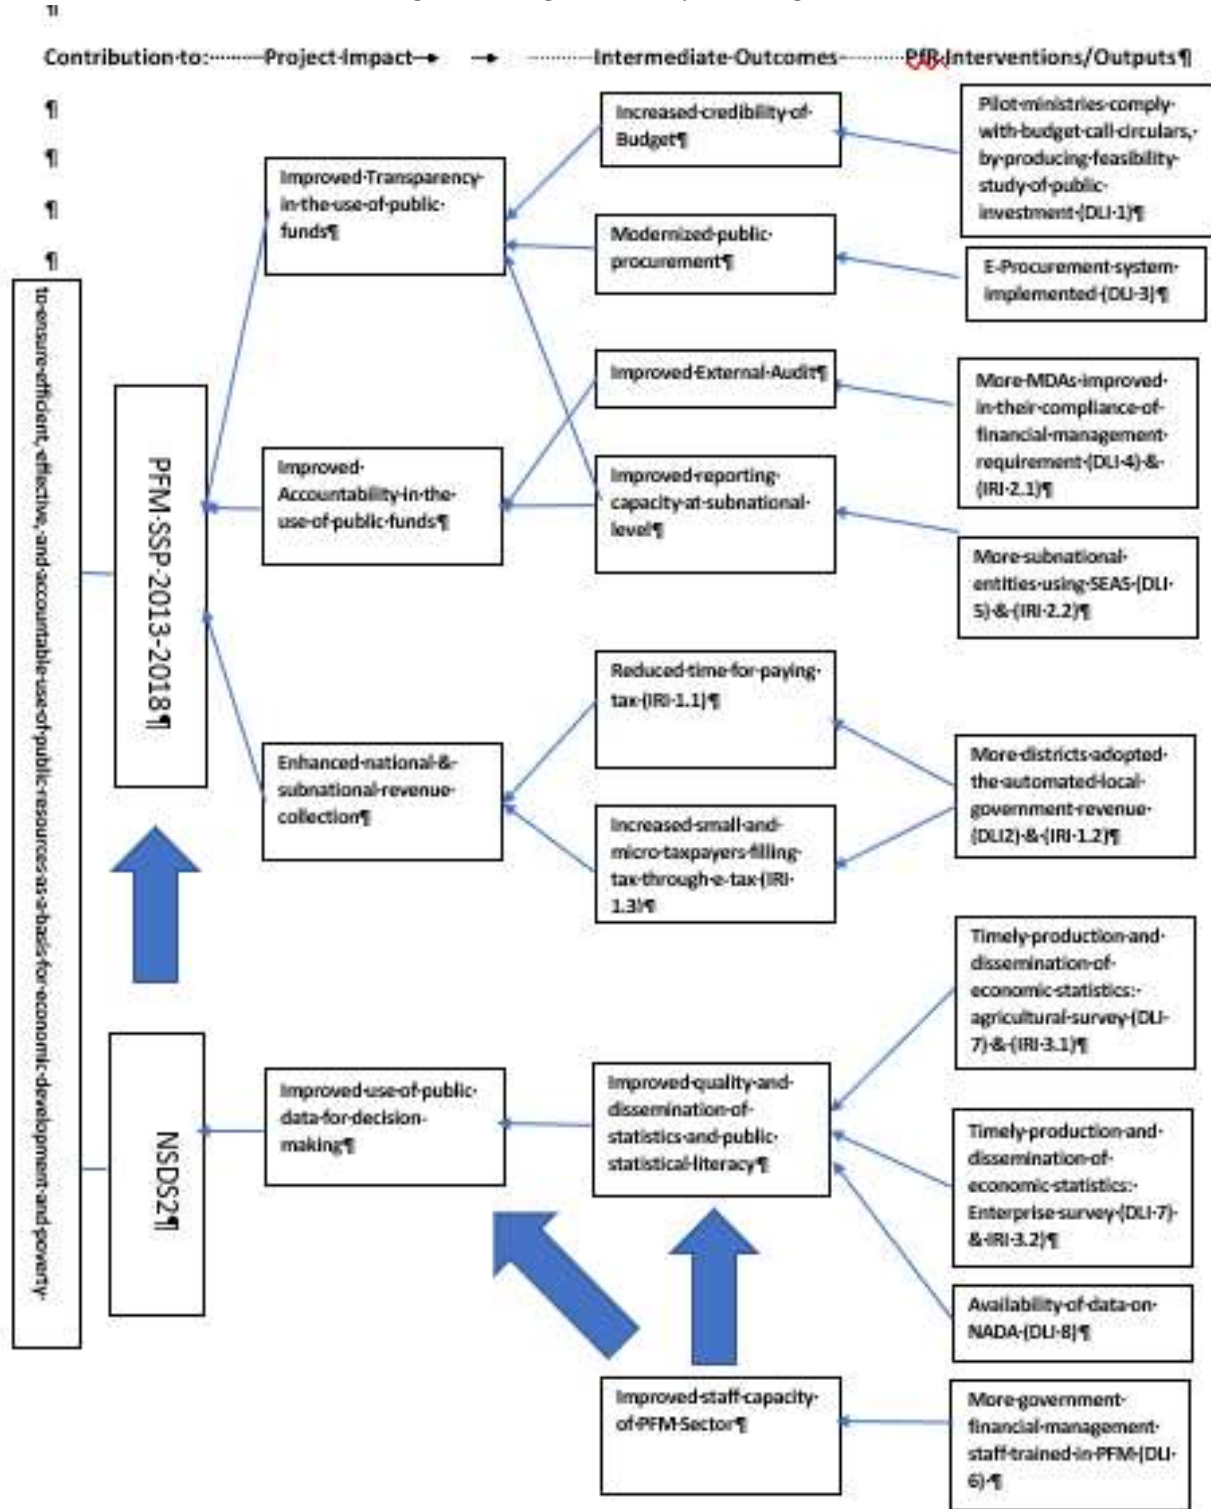 ¶
Contribution to: Project Impact → → Intermediate Outcomes PfR Interventions/Outputs¶
¶
¶
¶
¶
to ensure efficient, effective, and accountable use of public resources as a basis for economic development and poverty
PFM SSP 2013-2018¶
NSDS2¶
Improved Transparency
in the use of public
funds¶
Improved
Accountability in the
use of public funds¶
Enhanced national &
subnational revenue
collection¶
Improved use of public
data for decision
making¶
Increased credibility of
Budget¶
Modernized public
procurement¶
Improved External Audit¶
Improved reporting
capacity at subnational
level¶
Reduced time for paying
tax (IRI 1.1)¶
Increased small and
micro taxpayers filling
tax through e-tax (IRI
1.3)¶
Improved quality and
dissemination of
statistics and public
statistical literacy¶
Improved staff capacity
of PFM Sector¶
Pilot ministries comply
with budget call circulars,
by producing feasibility
study of public
investment (DLI 1)¶
E-Procurement system
implemented (DLI 3)¶
More MDAs improved
in their compliance of
financial management
requirement (DLI 4) &
(IRI 2.1)¶
More subnational
entities using SEAS (DLI
5) & (IRI 2.2)¶
More districts adopted
the automated local
government revenue
(DLI2) & (IRI 1.2)¶
Timely production and
dissemination of
economic statistics:
agricultural survey (DLI
7) & (IRI 3.1)¶
Timely production and
dissemination of
economic statistics:
Enterprise survey (DLI 7)
& IRI 3.2)¶
Availability of data on
NADA (DLI 8)¶
More government
financial management
staff trained in PFM (DLI
6) ¶